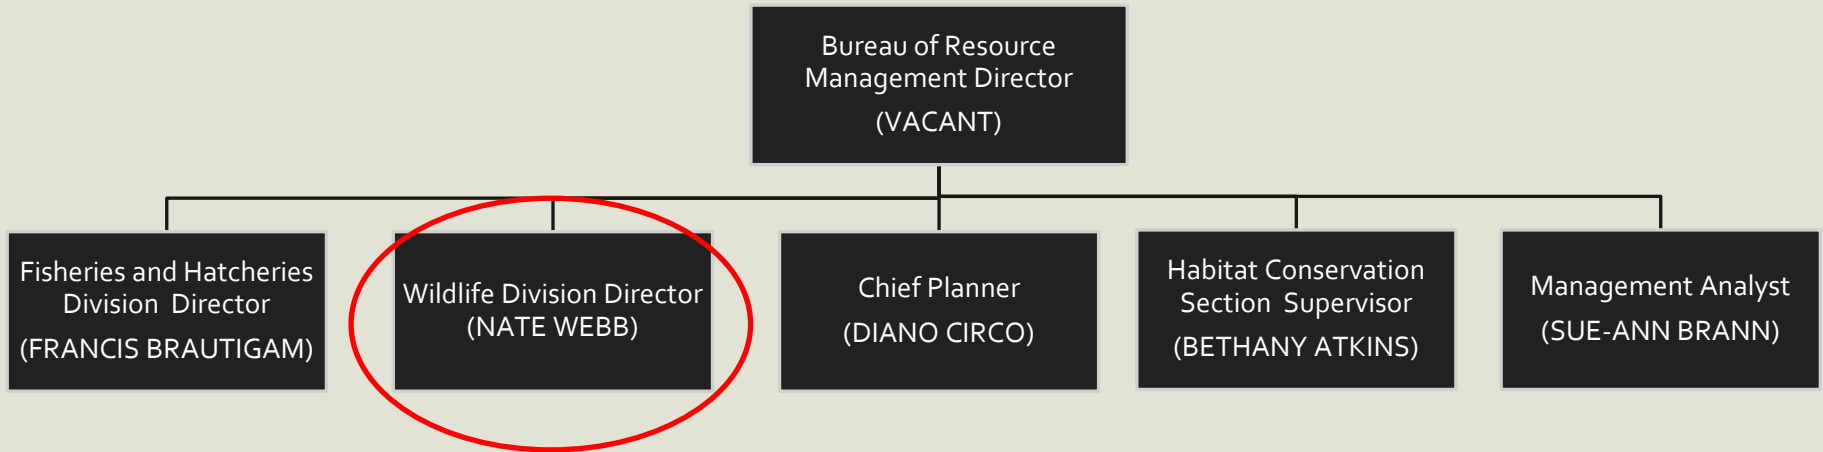 Bureau of Resource
Management Director
(VACANT)
Fisheries and Hatcheries
Division Director
(FRANCIS BRAUTIGAM)
Wildlife Division Director
(NATE WEBB)
Chief Planner
(DIANO CIRCO)
Habitat Conservation
Section Supervisor
(BETHANY ATKINS)
Management Analyst
(SUE-ANN BRANN)